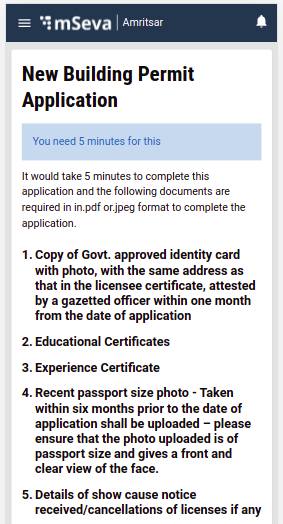 mSeva | Amritsar
New Building Permit
Application
You need 5 minutes for this
It would take 5 minutes to complete this
application and the following documents are
required in in.pdf or.jpeg format to complete the
application.
1. Copy of Govt. approved identity card
with photo, with the same address as
that in the licensee certificate, attested
by a gazetted officer within one month
from the date of application
2. Educational Certificates
3. Experience Certificate
4. Recent passport size photo - Taken
within six months prior to the date of
application shall be uploaded – please
ensure that the photo uploaded is of
passport size and gives a front and
clear view of the face.
5. Details of show cause notice
received/cancellations of licenses if any